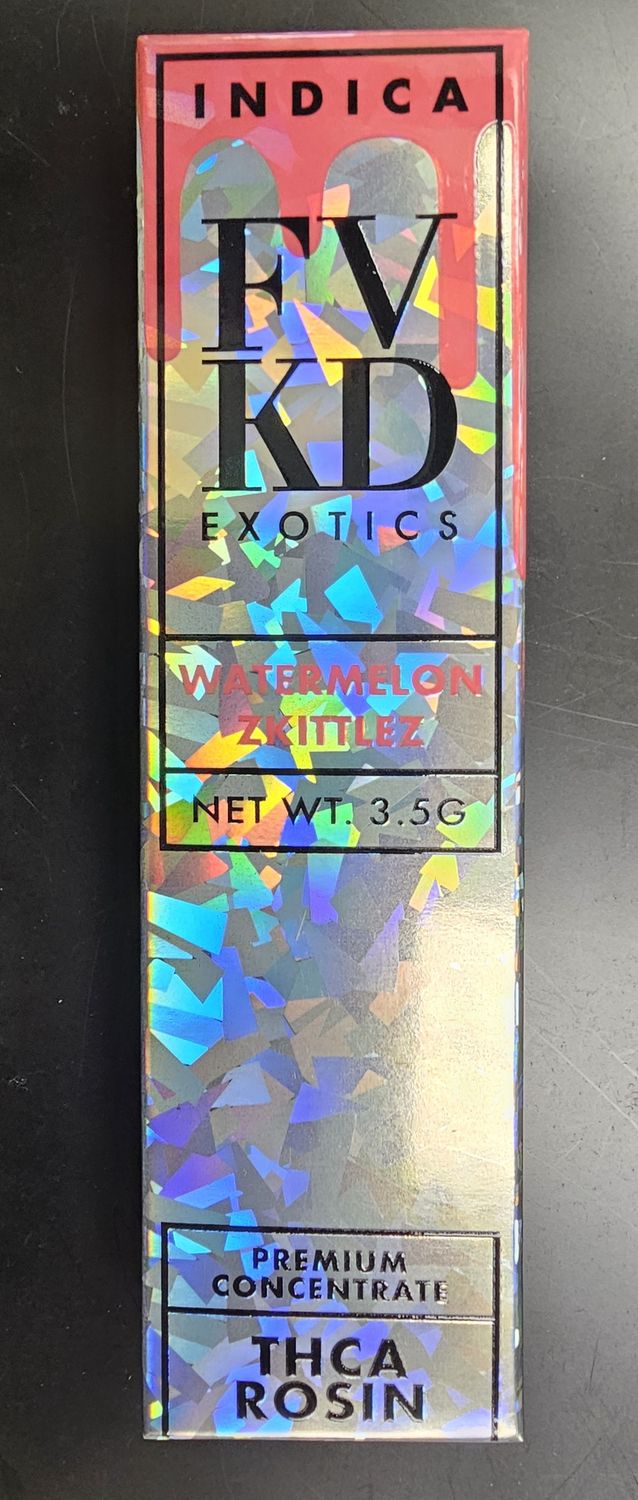 INDICA
FV
KD
EXOTICS
WATERMELON
ZKITTLEZ
NET WT. 3.5G
PREMIUM
CONCENTRATE
THCA
ROSIN